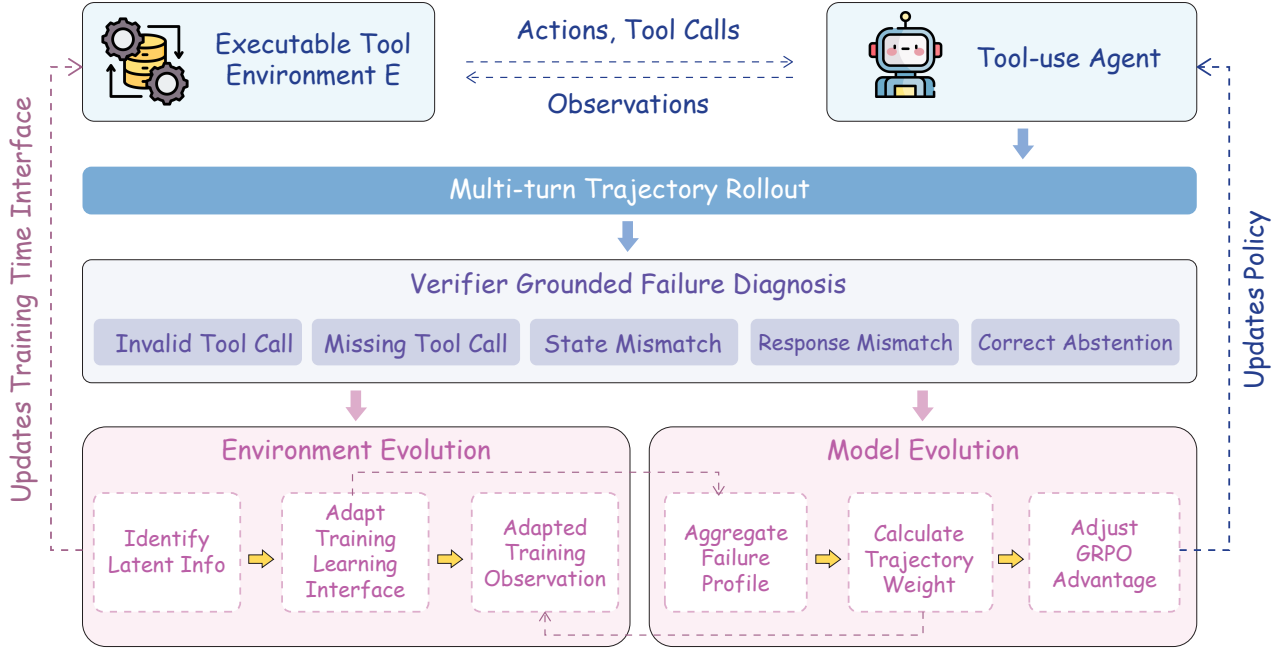 Executable Tool
Environment E
Actions, Tool Calls
Observations
Tool-use Agent
Updates Training Time Interface
Multi-turn Trajectory Rollout
Updates Policy
Verifier Grounded Failure Diagnosis
Invalid Tool Call
Missing Tool Call
State Mismatch
Response Mismatch
Correct Abstention
Environment Evolution
Identify
Latent Info
Adapt
Training
Learning
Interface
Adapted
Training
Observation
Model Evolution
Aggregate
Failure
Profile
Calculate
Trajectory
Weight
Adjust
GRPO
Advantage